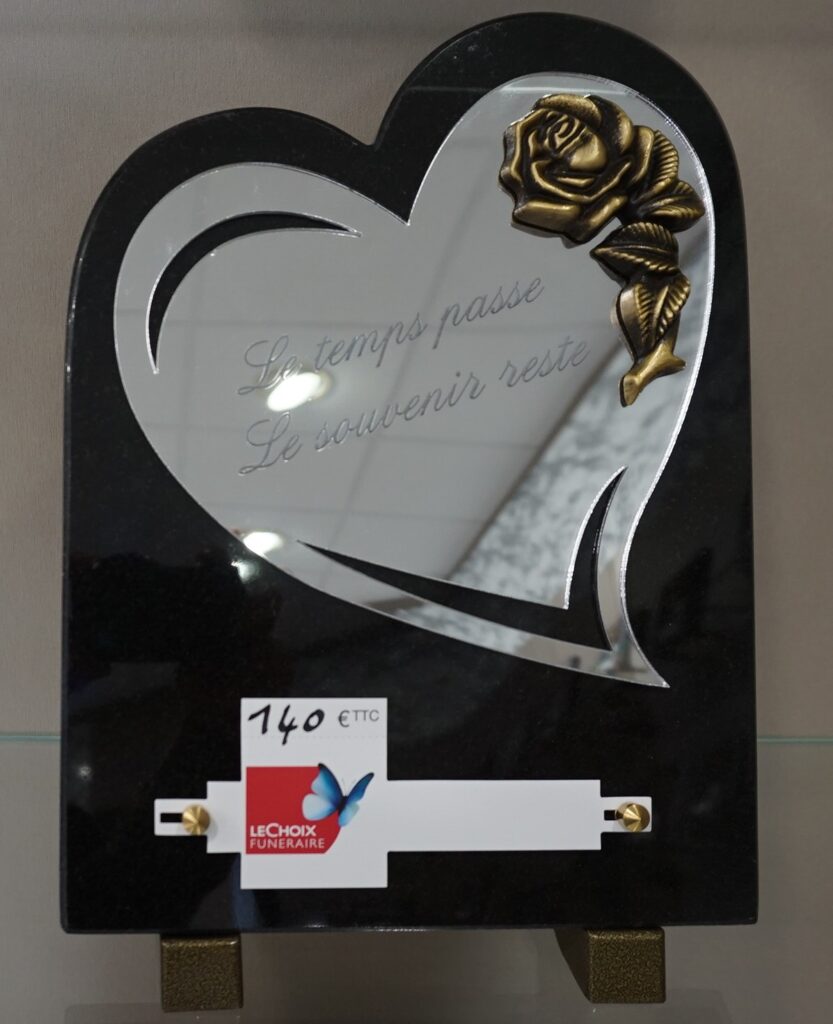 Le temps passe
Le souvenir reste
140 €TTC
LECHOIX
FUNERAIRE